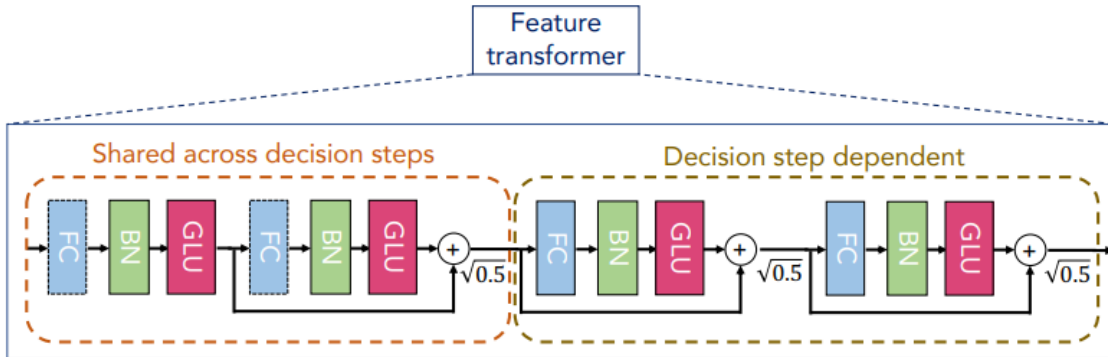 Feature
transformer
Shared across decision steps
Decision step dependent
FC
BN
GLU
FC
BN
GLU
+
√0.5
FC
BN
GLU
+
√0.5
FC
BN
GLU
+
√0.5